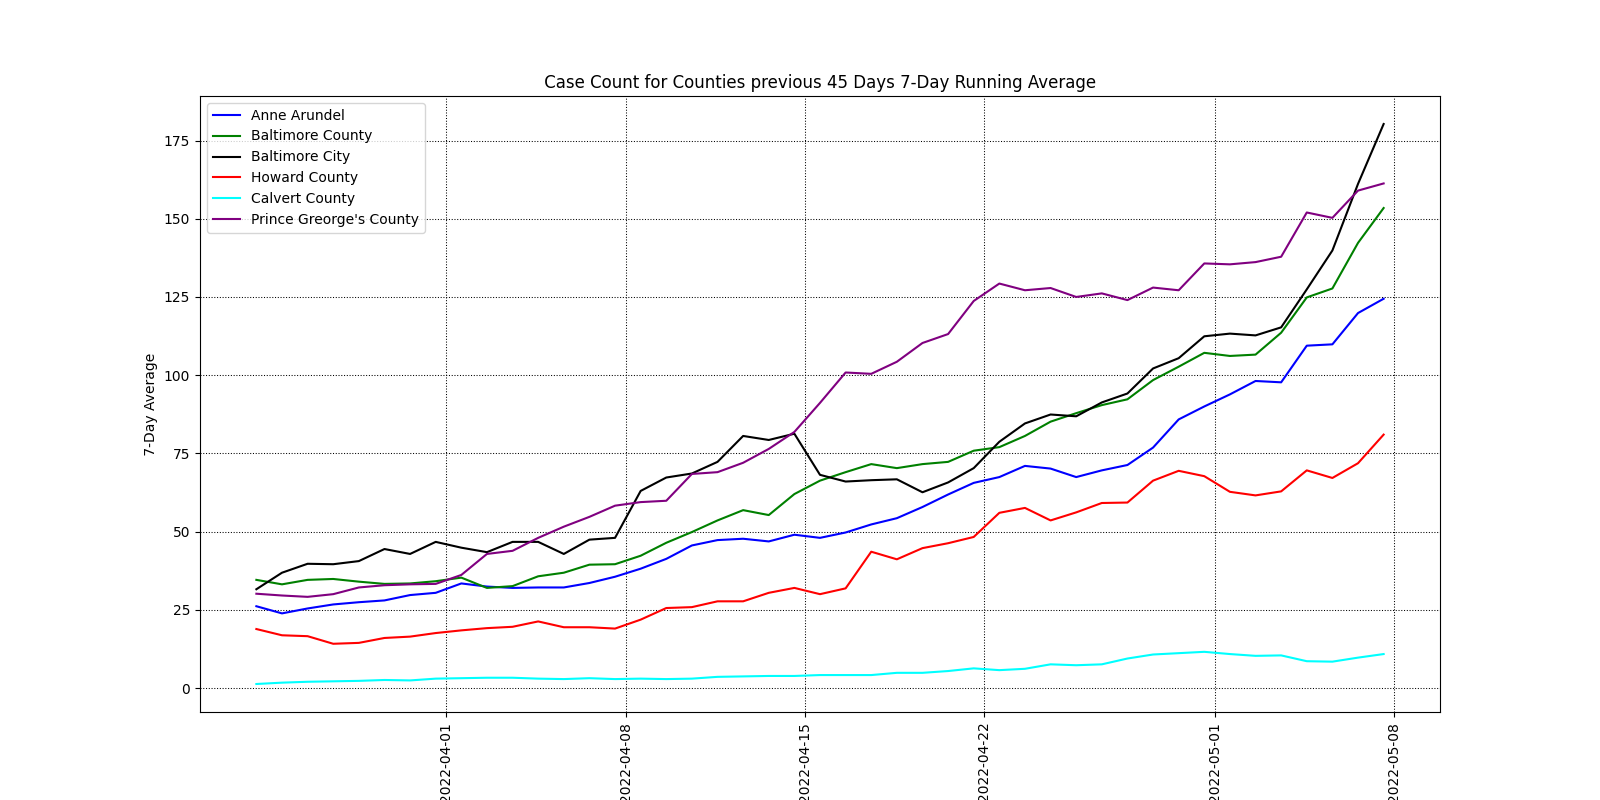 Case Count for Counties previous 45 Days 7-Day Running Average
Anne Arundel
Baltimore County
Baltimore City
Howard County
Calvert County
Prince Greorge's County
7-Day Average
175
150
125
100
75
50
25
0
2022-04-01
2022-04-08
2022-04-15
2022-04-22
2022-05-01
2022-05-08